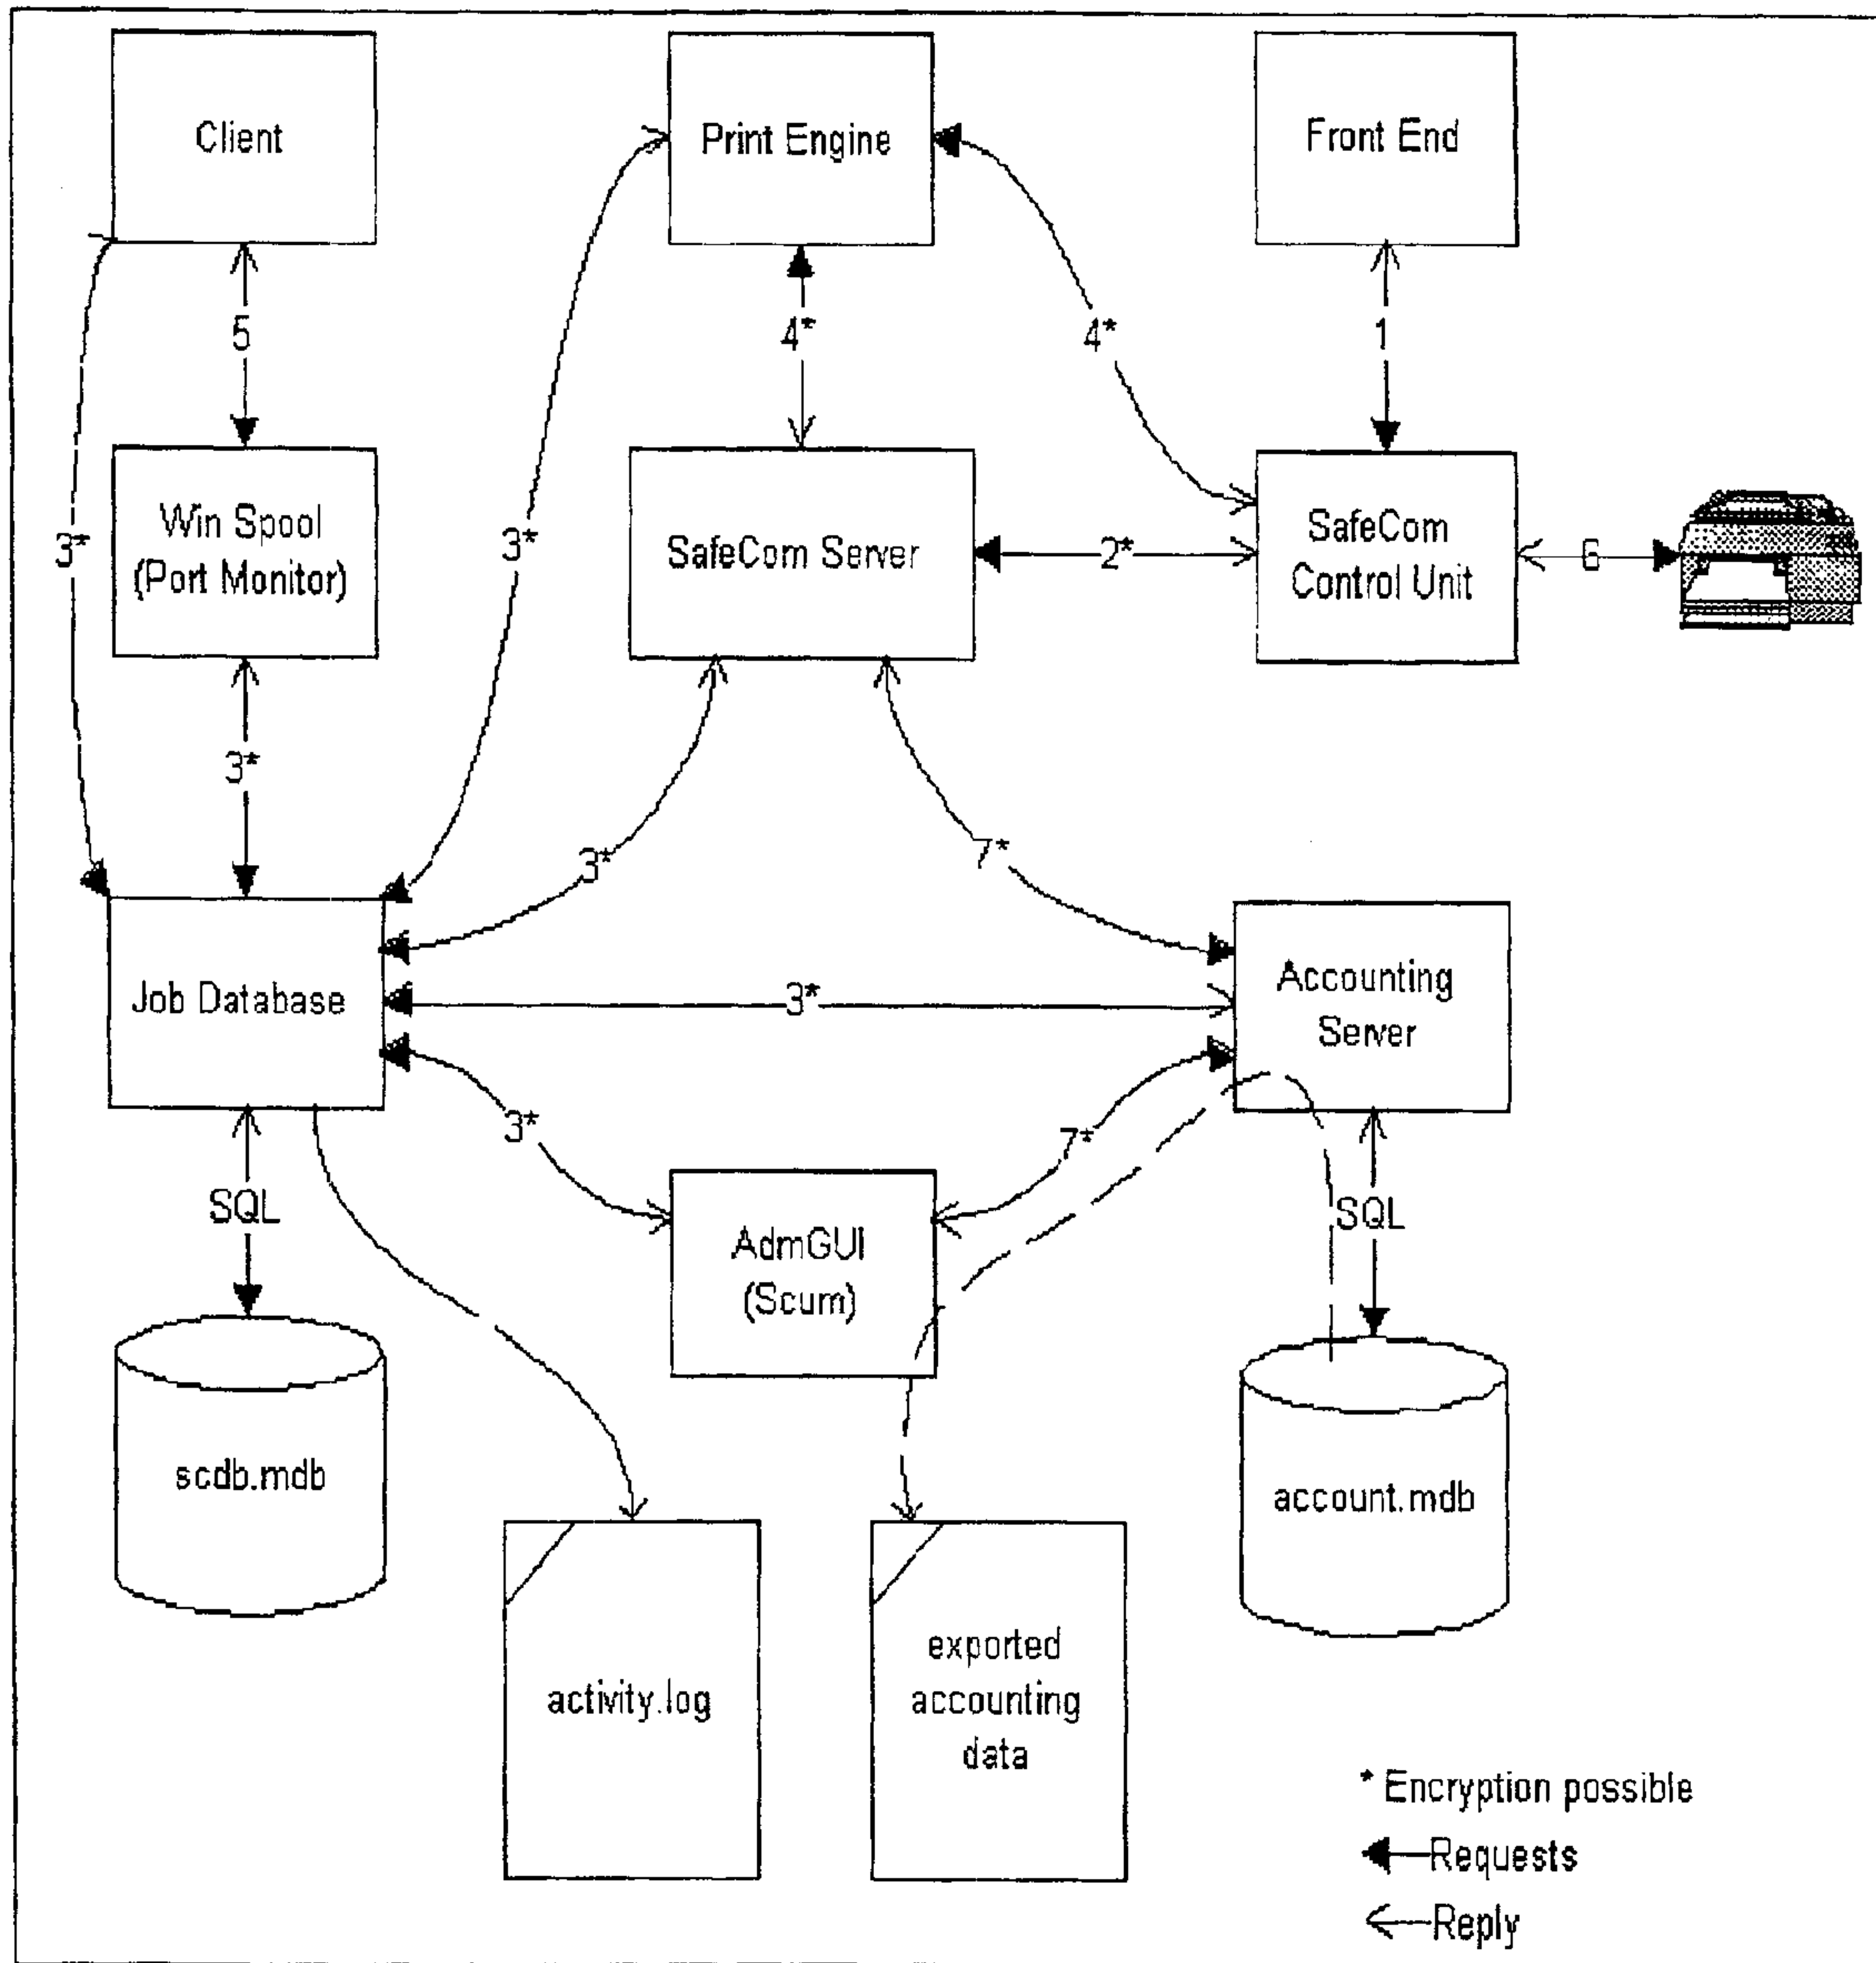 Client
Print Engine
Front End
5
4*
4*
1
3*
Win Spool
(Port Monitor)
3*
SafeCom Server
2*
SafeCom
Control Unit
6
3*
3*
7*
Job Database
3*
Accounting
Server
3*
7*
SQL
AdmGUI
(Scum)
SQL
scdb.mdb
account.mdb
activity.log
exported
accounting
data
* Encryption possible
Requests
Reply